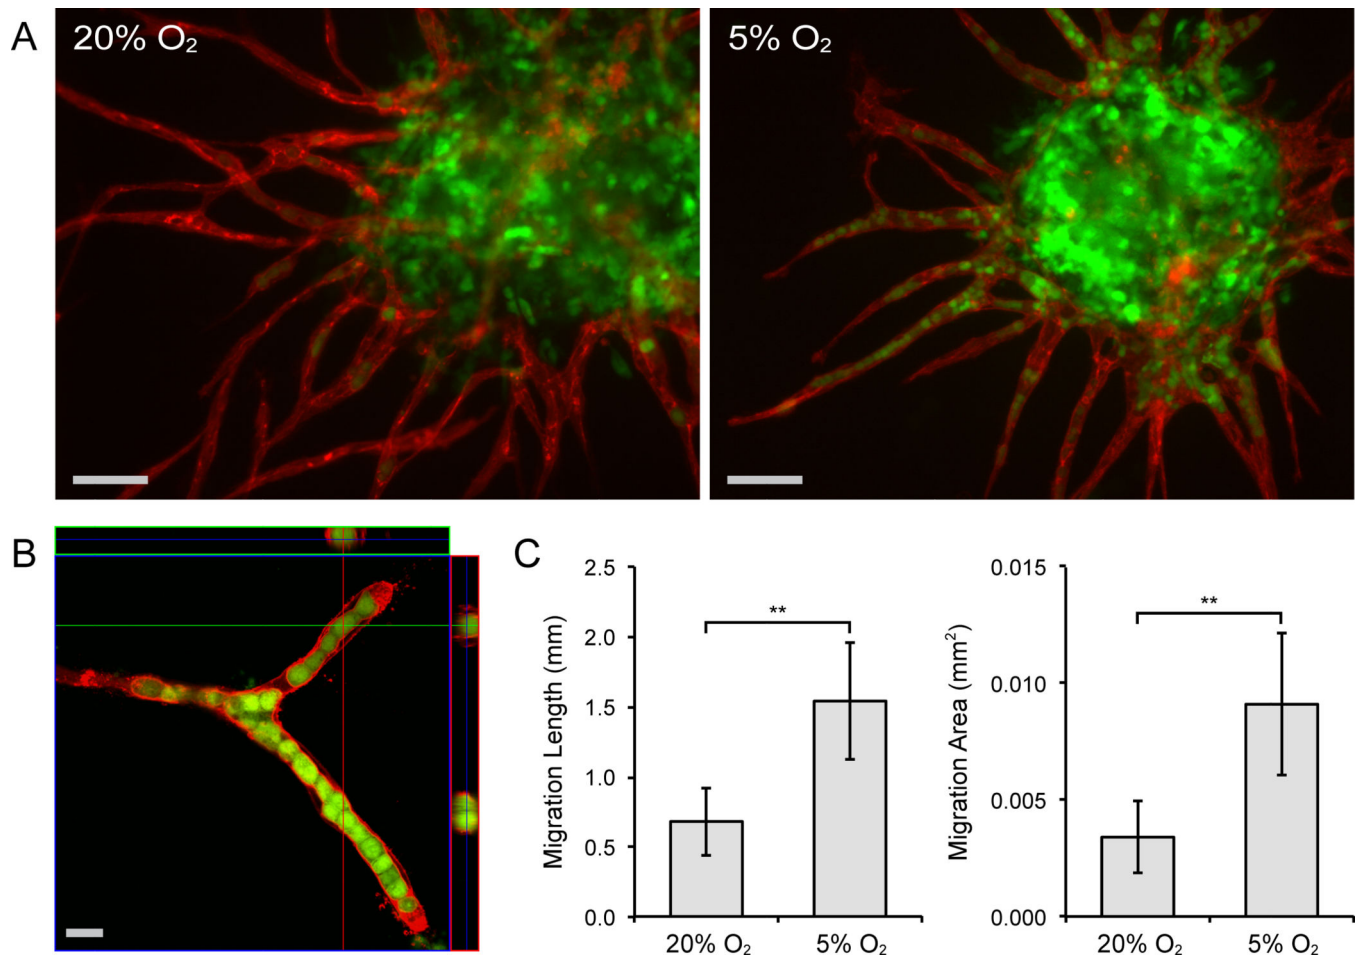 A
20% O₂
5% O₂
B
C
Migration Length (mm)
2.5
2.0
1.5
1.0
0.5
0.0
**
20% O₂
5% O₂
Migration Area (mm²)
0.015
0.010
0.005
0.000
**
20% O₂
5% O₂